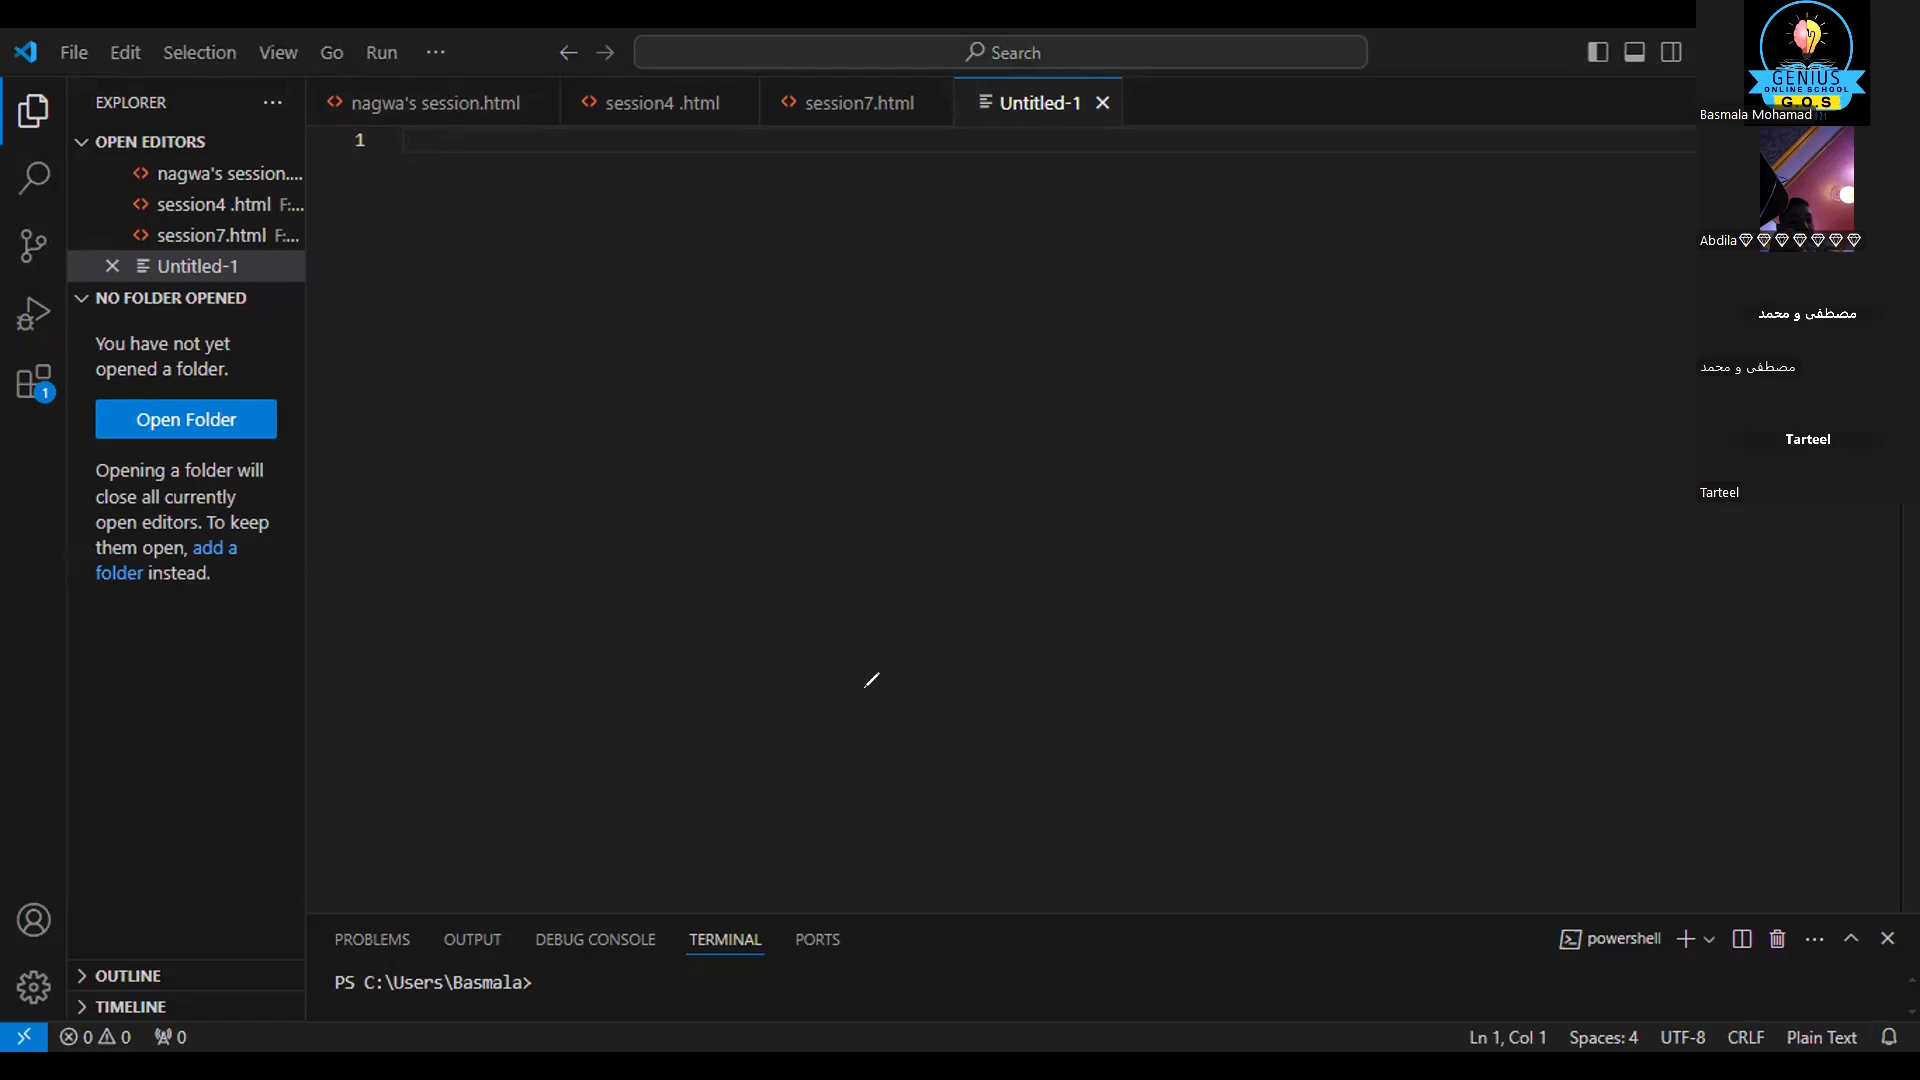 File Edit Selection View Go Run ···
Search
EXPLORER ···
OPEN EDITORS
nagwa's session....
session4 .html F:...
session7.html F:...
Untitled-1
NO FOLDER OPENED
You have not yet
opened a folder.
Open Folder
Opening a folder will
close all currently
open editors. To keep
them open, add a
folder instead.
1
OUTLINE
TIMELINE
nagwa's session.html session4 .html session7.html Untitled-1
1
PROBLEMS OUTPUT DEBUG CONSOLE TERMINAL PORTS
powershell
PS C:\Users\Basmala>
0 0 0
Ln 1, Col 1 Spaces: 4 UTF-8 CRLF Plain Text
GENIUS
ONLINE SCHOOL
G.O.S
Basmala Mohamad
Abdila
مصطفى و محمد
مصطفى و محمد
Tarteel
Tarteel